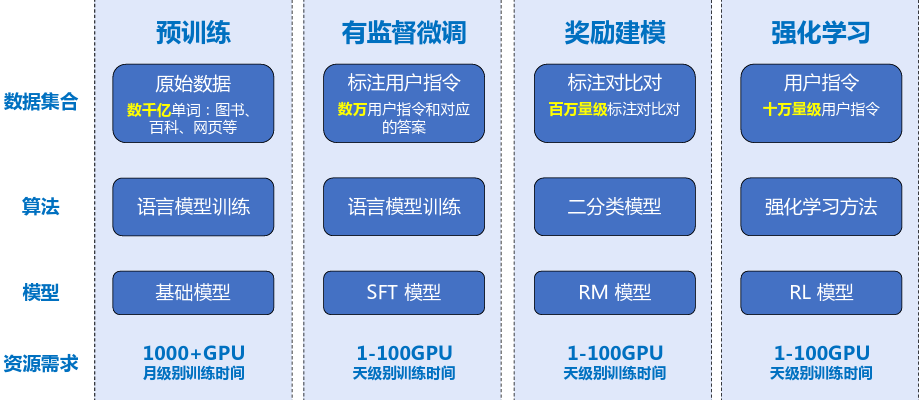 预训练
有监督微调
奖励建模
强化学习
数据集合
原始数据
数千亿单词：图书、
百科、网页等
标注用户指令
数万用户指令和对应
的答案
标注对比对
百万量级标注对比对
用户指令
十万量级用户指令
算法
语言模型训练
语言模型训练
二分类模型
强化学习方法
模型
基础模型
SFT 模型
RM 模型
RL 模型
资源需求
1000+GPU
月级别训练时间
1-100GPU
天级别训练时间
1-100GPU
天级别训练时间
1-100GPU
天级别训练时间